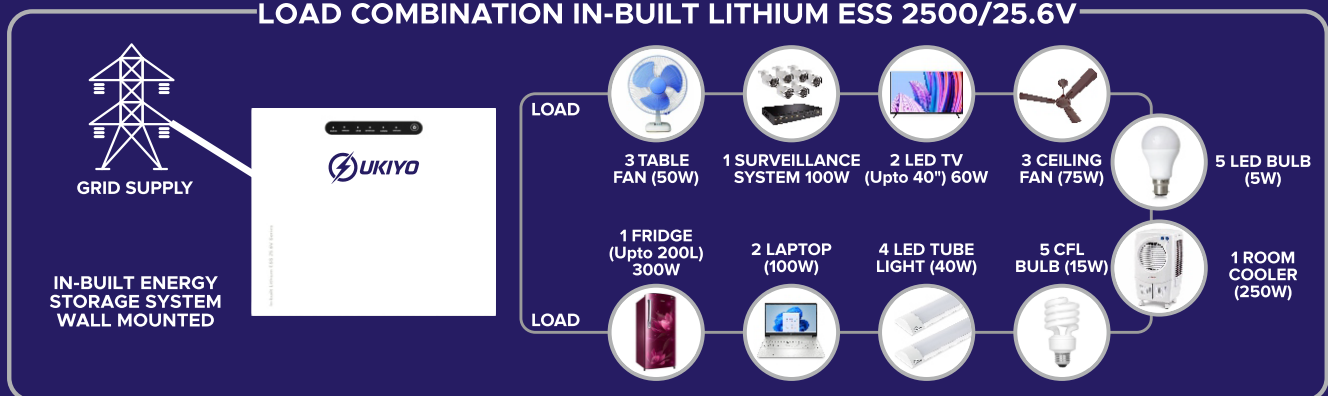 LOAD COMBINATION IN-BUILT LITHIUM ESS 2500/25.6V
GRID SUPPLY
UKIYO
IN-BUILT ENERGY
STORAGE SYSTEM
WALL MOUNTED
LOAD
3 TABLE
FAN (50W)
1 SURVEILLANCE
SYSTEM 100W
2 LED TV
(Upto 40") 60W
3 CEILING
FAN (75W)
5 LED BULB
(5W)
1 FRIDGE
(Upto 200L)
300W
2 LAPTOP
(100W)
4 LED TUBE
LIGHT (40W)
5 CFL
BULB (15W)
1 ROOM
COOLER
(250W)
LOAD